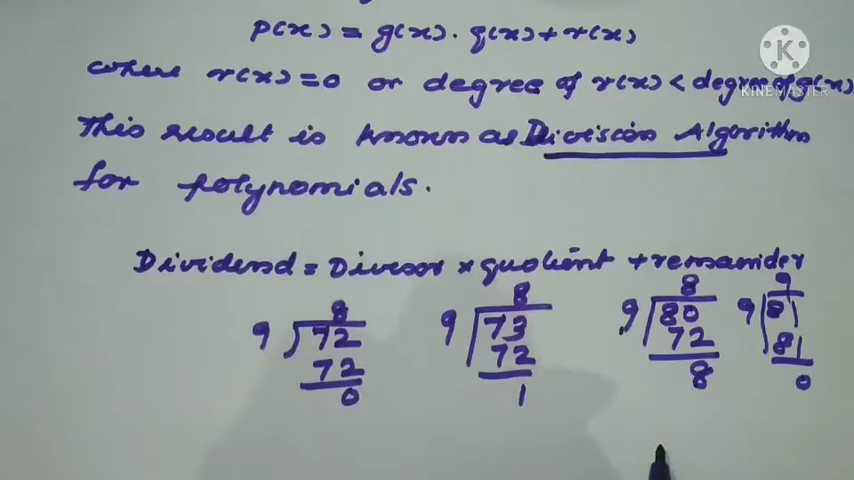 p(x) = g(x) · q(x) + r(x)
K
KINEMASTER
where r(x) = 0 or degree of r(x) < degree of g(x)
This result is known as Division Algorithm
for polynomials.
Dividend = Divisor × quotient + remainder
8 8 8 9
9 72 9 73 9 80 9 81
72 72 72 81
0 1 8 0